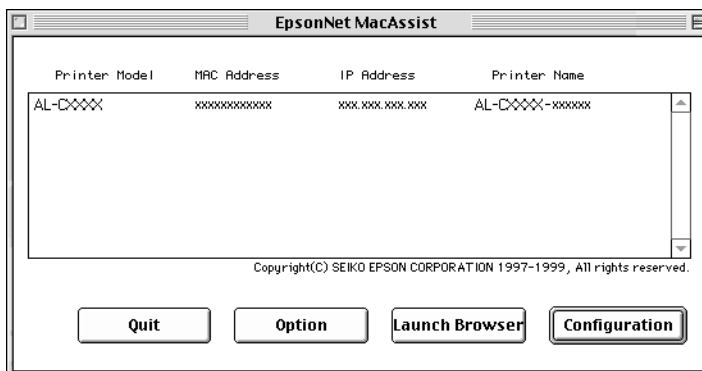 EpsonNet MacAssist
Printer Model MAC Address IP Address Printer Name
AL-CXXXX xxxxxxxxxxxx xxx.xxx.xxx.xxx AL-CXXXX-xxxxxx
Copyright(C) SEIKO EPSON CORPORATION 1997-1999, All rights reserved.
Quit Option Launch Browser Configuration